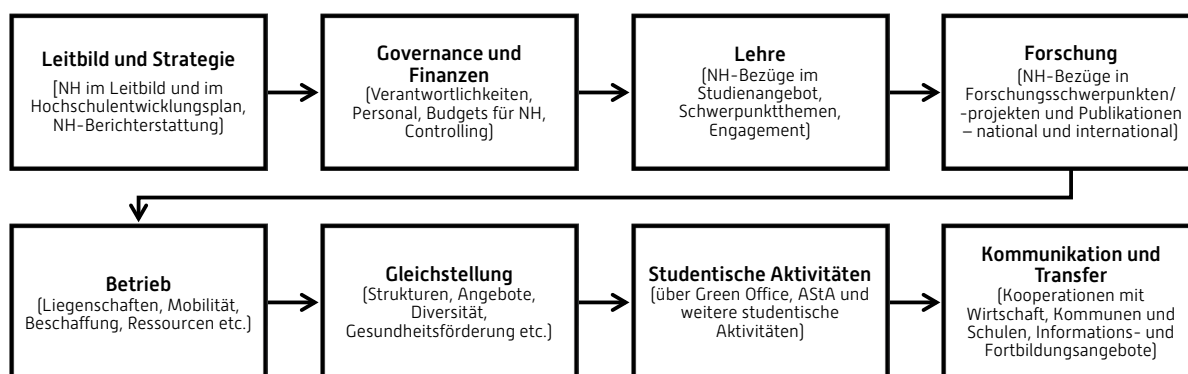 Leitbild und Strategie
(NH im Leitbild und im
Hochschulentwicklungsplan,
NH-Berichterstattung)
Governance und
Finanzen
(Verantwortlichkeiten,
Personal, Budgets für NH,
Controlling)
Lehre
(NH-Bezüge im
Studienangebot,
Schwerpunktthemen,
Engagement)
Forschung
(NH-Bezüge in
Forschungsschwerpunkten/
-projekten und Publikationen
– national und international)
Betrieb
(Liegenschaften, Mobilität,
Beschaffung, Ressourcen etc.)
Gleichstellung
(Strukturen, Angebote,
Diversität,
Gesundheitsförderung etc.)
Studentische Aktivitäten
(über Green Office, AStA und
weitere studentische
Aktivitäten)
Kommunikation und
Transfer
(Kooperationen mit
Wirtschaft, Kommunen und
Schulen, Informations- und
Fortbildungsangebote)